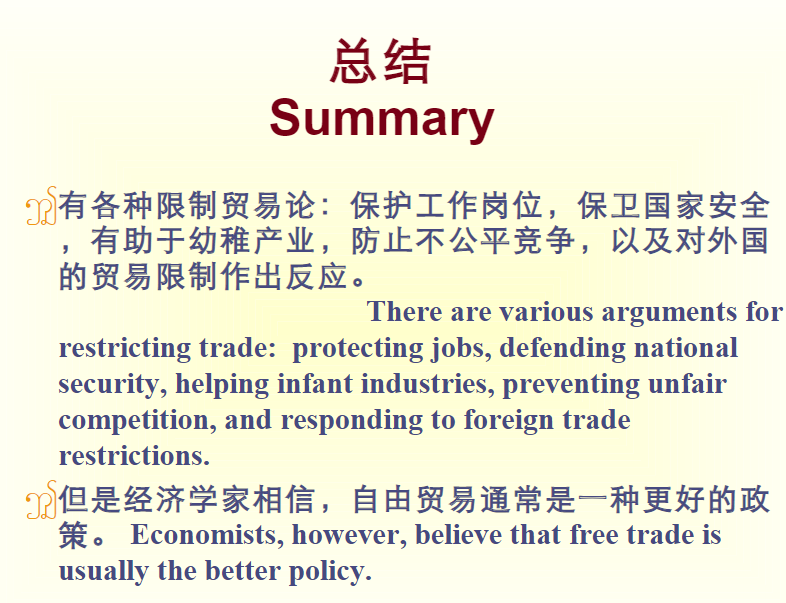 总结
Summary
有各种限制贸易论：保护工作岗位，保卫国家安全
，有助于幼稚产业，防止不公平竞争，以及对外国
的贸易限制作出反应。
There are various arguments for
restricting trade:  protecting jobs, defending national
security, helping infant industries, preventing unfair
competition, and responding to foreign trade
restrictions.
但是经济学家相信，自由贸易通常是一种更好的政
策。 Economists, however, believe that free trade is
usually the better policy.